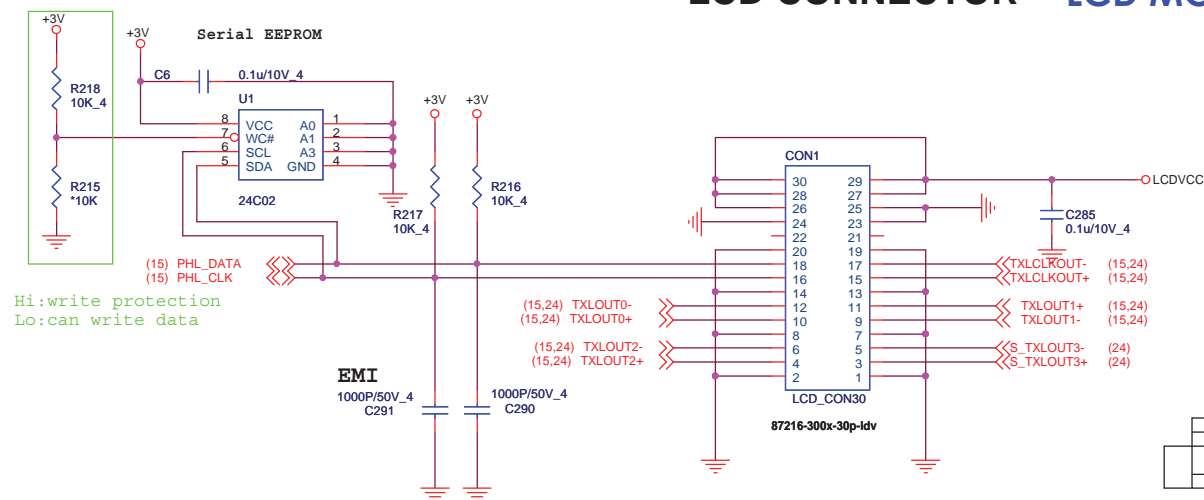 LCD CONNECTOR
+3V
+3V
Serial EEPROM
C6
0.1u/10V_4
R218
10K_4
U1
8 VCC A0 1
7 WC# A1 2
6 SCL A3 3
5 SDA GND 4
24C02
R215
*10K
+3V
+3V
R217
10K_4
R216
10K_4
CON1
30 29
28 27
26 25
24 23
22 21
20 19
18 17
16 15
14 13
12 11
10 9
8 7
6 5
4 3
2 1
LCD_CON30
87216-300x-30p-ldv
LCDVCC
C285
0.1u/10V_4
(15) PHL_DATA
(15) PHL_CLK
Hi:write protection
Lo:can write data
(15,24) TXLOUT0-
(15,24) TXLOUT0+
(15,24) TXLOUT2-
(15,24) TXLOUT2+
TXLCLKOUT- (15,24)
TXLCLKOUT+ (15,24)
TXLOUT1+ (15,24)
TXLOUT1- (15,24)
S_TXLOUT3- (24)
S_TXLOUT3+ (24)
EMI
1000P/50V_4
C291
1000P/50V_4
C290